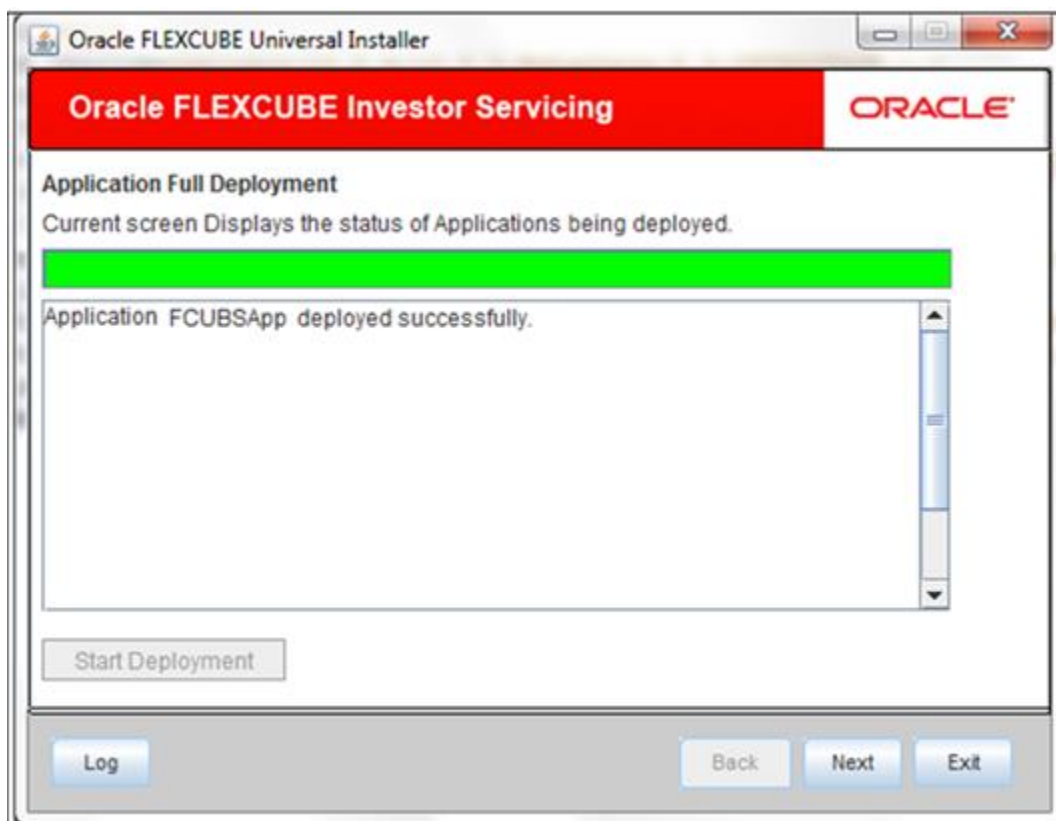 Oracle FLEXCUBE Universal Installer
Oracle FLEXCUBE Investor Servicing
ORACLE
Application Full Deployment
Current screen Displays the status of Applications being deployed.
Application FCUBSApp deployed successfully.
Start Deployment
Log
Back
Next
Exit